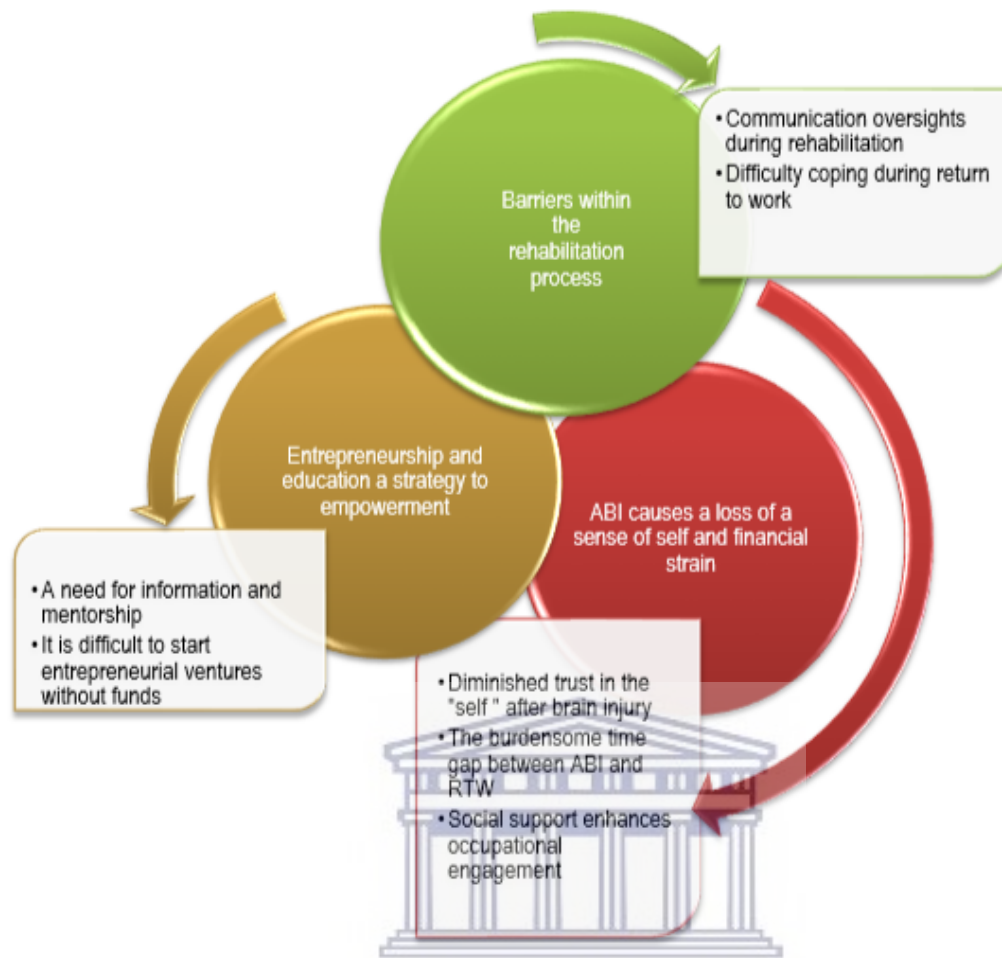 Barriers within
the
rehabilitation
process
•Communication oversights
during rehabilitation
•Difficulty coping during return
to work
Entrepreneurship and
education a strategy to
empowerment
•A need for information and
mentorship
•It is difficult to start
entrepreneurial ventures
without funds
ABI causes a loss of a
sense of self and financial
strain
•Diminished trust in the
"self " after brain injury
•The burdensome time
gap between ABI and
RTW
•Social support enhances
occupational
engagement